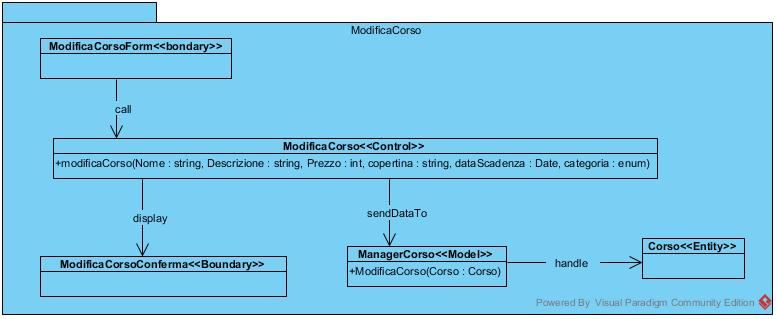 ModificaCorso
ModificaCorsoForm<<bondary>>
call
ModificaCorso<<Control>>
+modificaCorso(Nome : string, Descrizione : string, Prezzo : int, copertina : string, dataScadenza : Date, categoria : enum)
display
sendDataTo
ModificaCorsoConferma<<Boundary>>
ManagerCorso<<Model>>
+ModificaCorso(Corso : Corso)
handle
Corso<<Entity>>
Powered By Visual Paradigm Community Edition